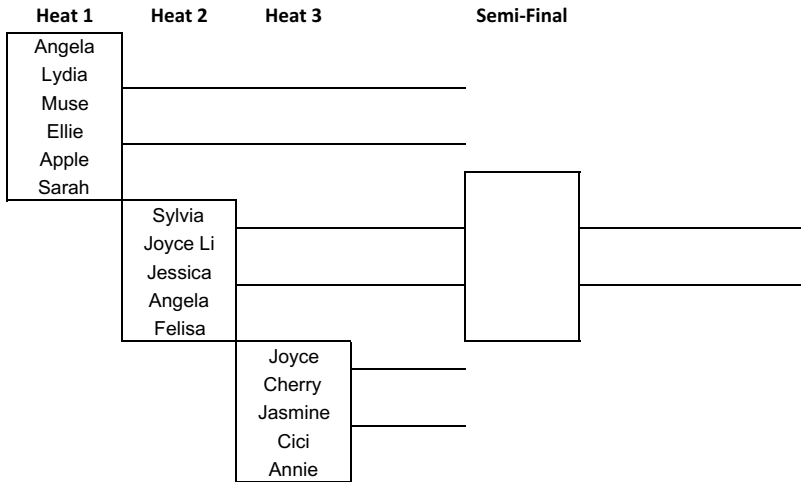 Heat 1 Heat 2 Heat 3 Semi-Final
Angela
Lydia
Muse
Ellie
Apple
Sarah
Sylvia
Joyce Li
Jessica
Angela
Felisa
Joyce
Cherry
Jasmine
Cici
Annie